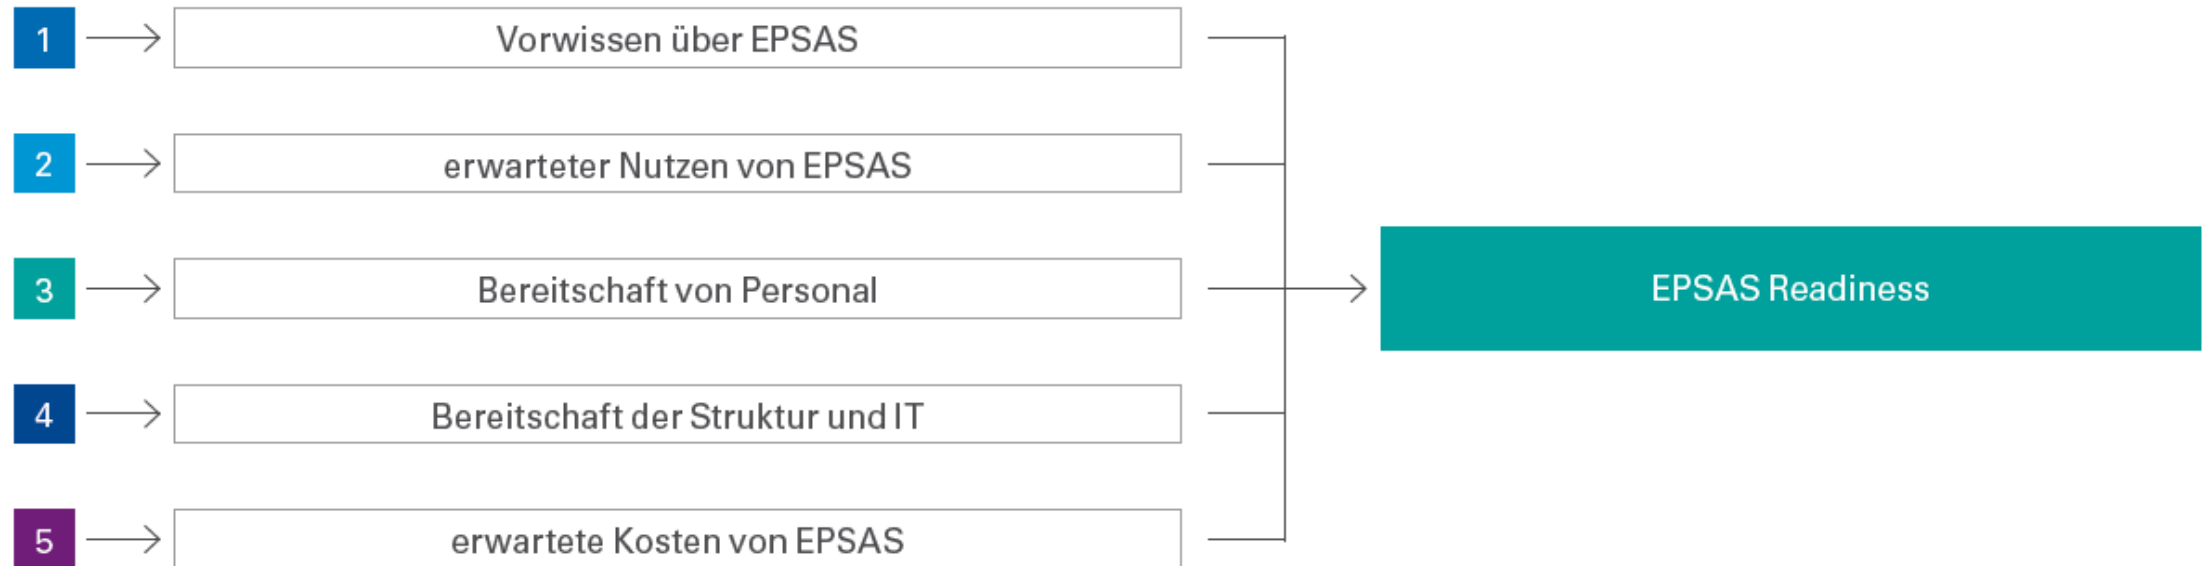 1
Vorwissen über EPSAS
2
erwarteter Nutzen von EPSAS
3
Bereitschaft von Personal
EPSAS Readiness
4
Bereitschaft der Struktur und IT
5
erwartete Kosten von EPSAS